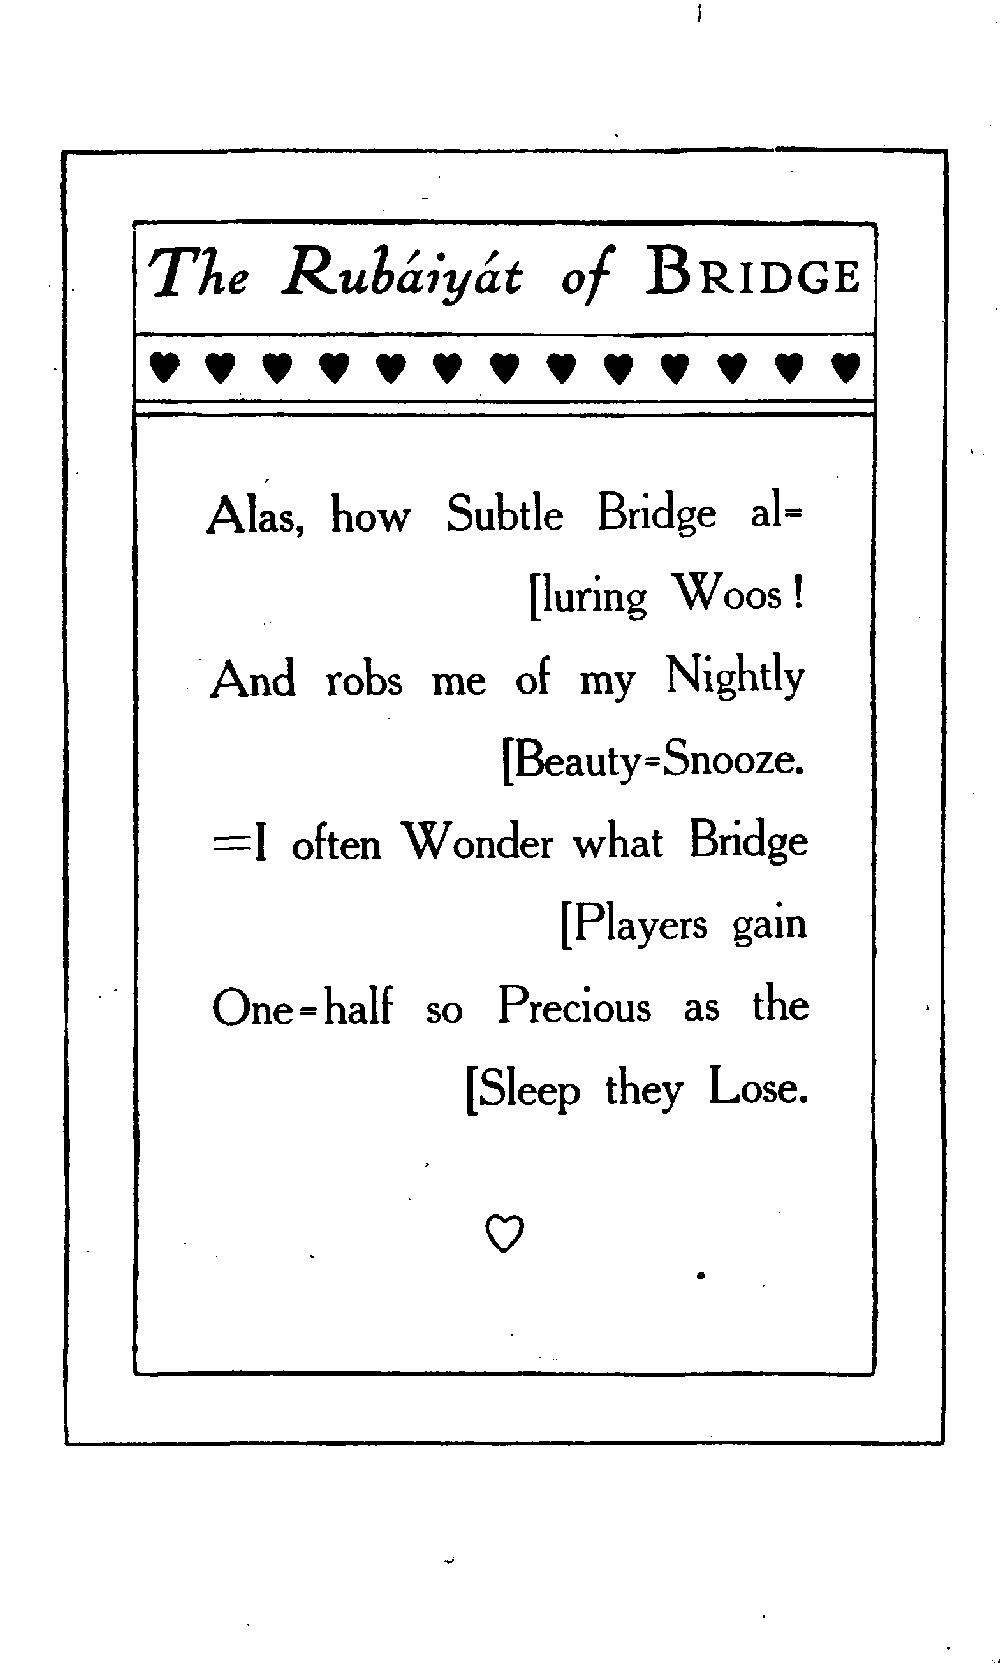 The Rubáiyát of BRIDGE
Alas, how Subtle Bridge al=
[luring Woos!
And robs me of my Nightly
[Beauty=Snooze.
=I often Wonder what Bridge
[Players gain
One=half so Precious as the
[Sleep they Lose.